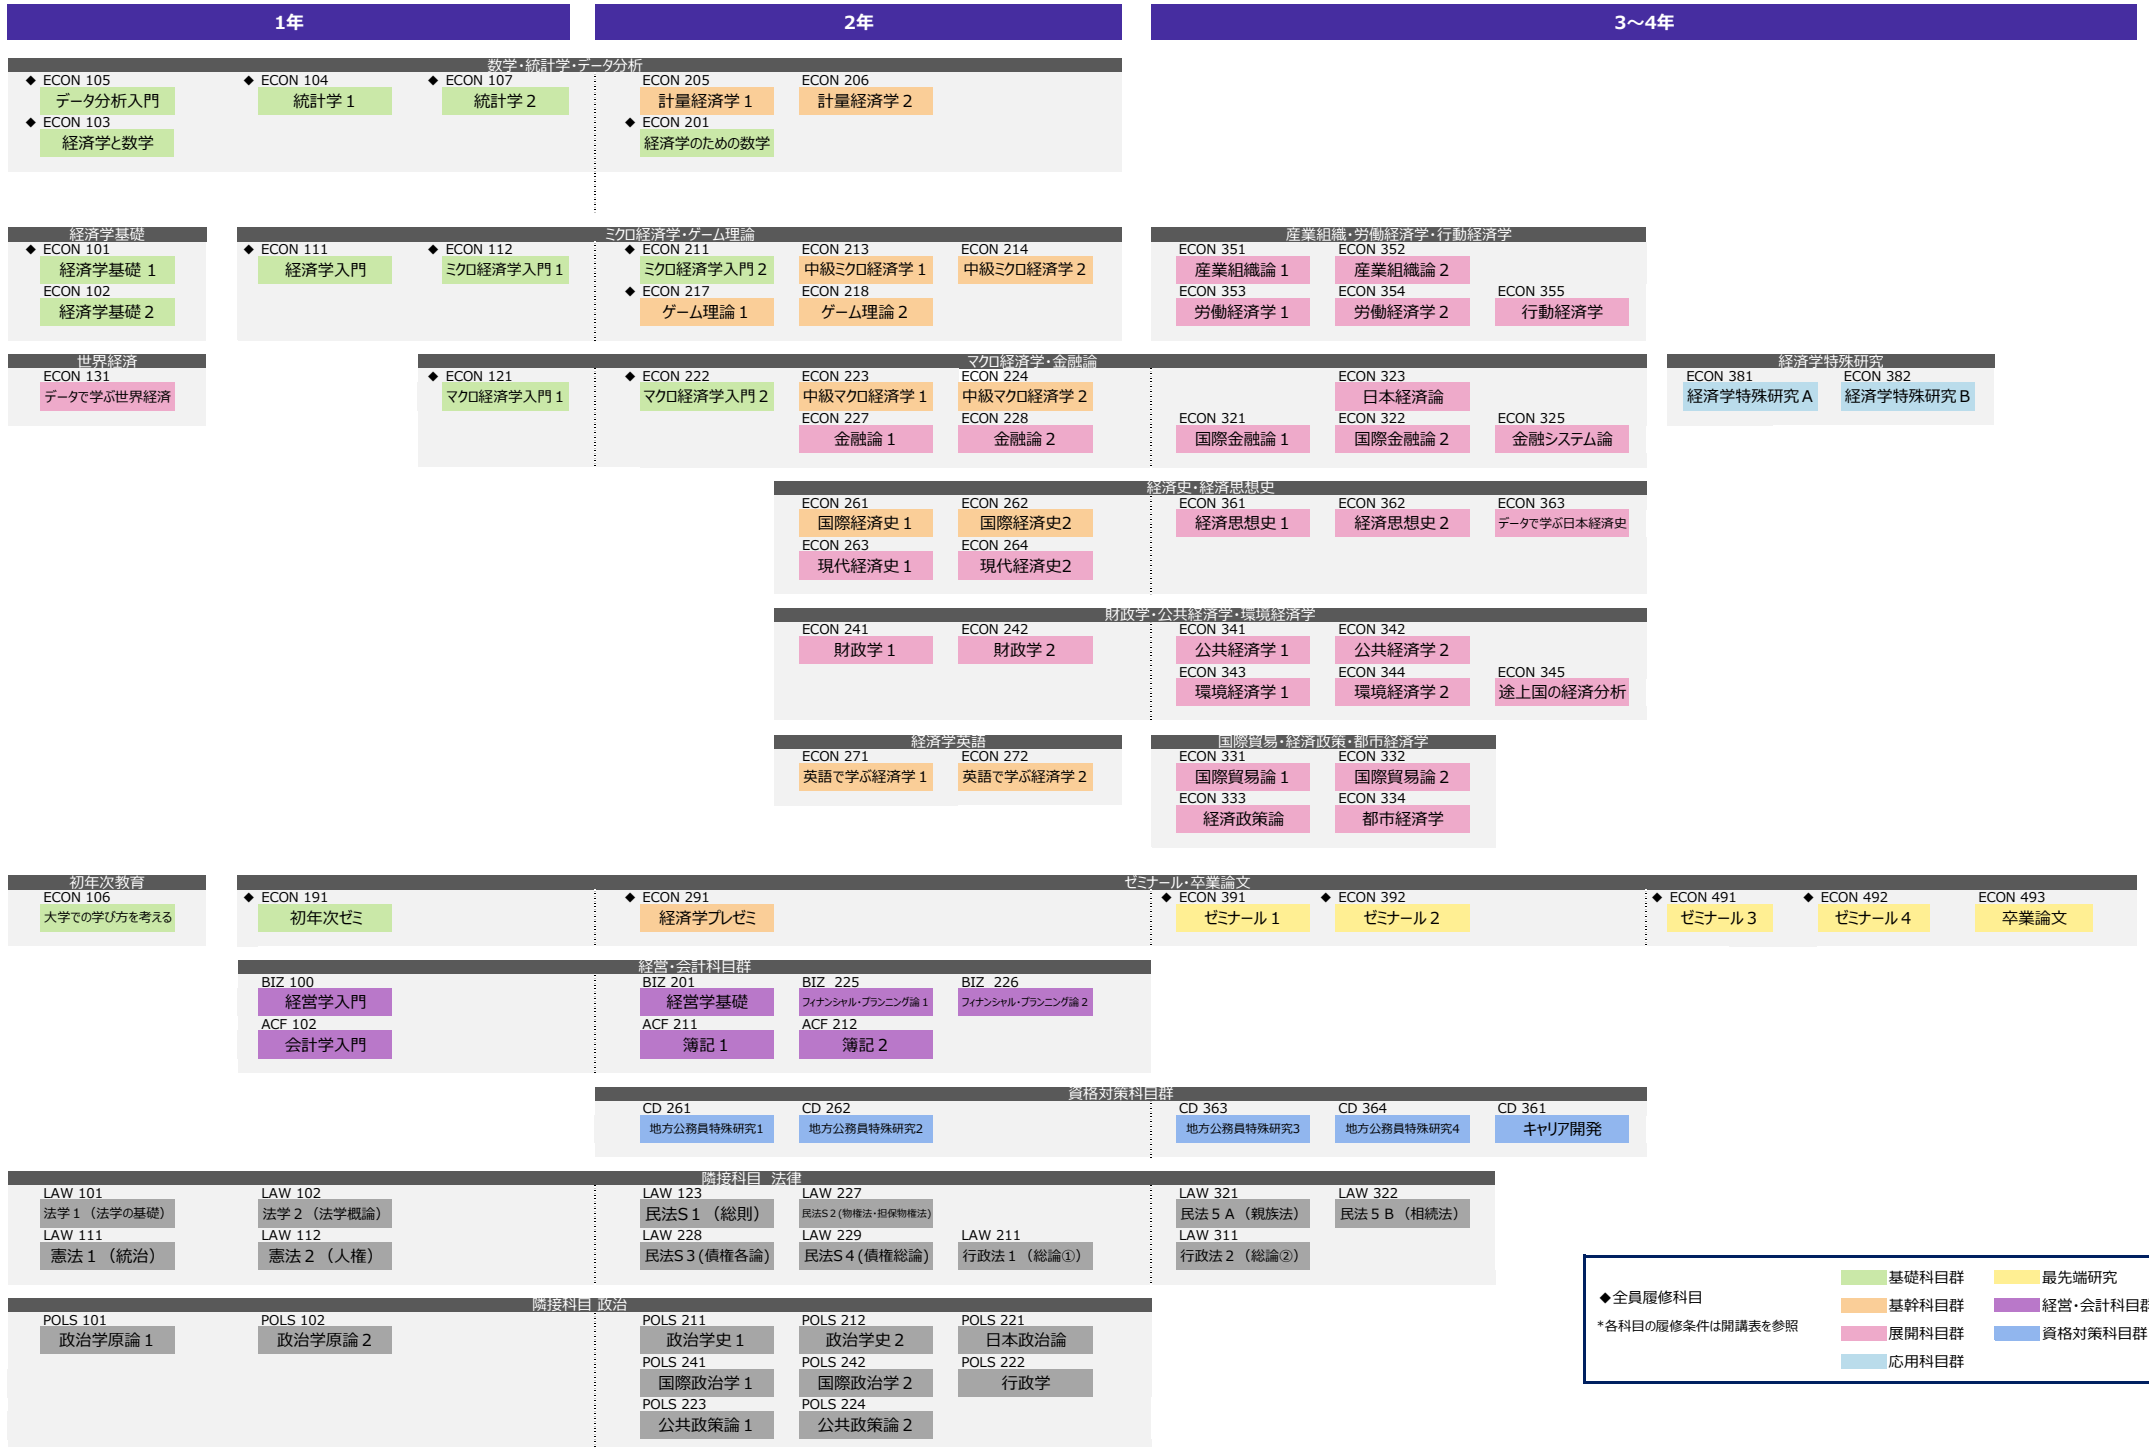 1年
2年
3～4年
数学・統計学・データ分析
◆ ECON 105
◆ ECON 104
◆ ECON 107
ECON 205
ECON 206
データ分析入門
統計学１
統計学２
計量経済学１
計量経済学２
◆ ECON 103
◆ ECON 201
経済学と数学
経済学のための数学
経済学基礎
ミクロ経済学・ゲーム理論
産業組織・労働経済学・行動経済学
◆ ECON 101
◆ ECON 111
◆ ECON 112
◆ ECON 211
ECON 213
ECON 214
ECON 351
ECON 352
経済学基礎１
経済学入門
ミクロ経済学入門１
ミクロ経済学入門２
中級ミクロ経済学１
中級ミクロ経済学２
産業組織論１
産業組織論２
ECON 102
◆ ECON 217
ECON 218
ECON 353
ECON 354
ECON 355
経済学基礎２
ゲーム理論１
ゲーム理論２
労働経済学１
労働経済学２
行動経済学
世界経済
マクロ経済学・金融論
経済学特殊研究
ECON 131
◆ ECON 121
◆ ECON 222
ECON 223
ECON 224
ECON 323
ECON 381
ECON 382
データで学ぶ世界経済
マクロ経済学入門１
マクロ経済学入門２
中級マクロ経済学１
中級マクロ経済学２
日本経済論
経済学特殊研究Ａ
経済学特殊研究Ｂ
ECON 227
ECON 228
ECON 321
ECON 322
ECON 325
金融論１
金融論２
国際金融論１
国際金融論２
金融システム論
経済史・経済思想史
ECON 261
ECON 262
ECON 361
ECON 362
ECON 363
国際経済史１
国際経済史2
経済思想史１
経済思想史２
データで学ぶ日本経済史
ECON 263
ECON 264
現代経済史１
現代経済史2
財政学・公共経済学・環境経済学
ECON 241
ECON 242
ECON 341
ECON 342
財政学１
財政学２
公共経済学１
公共経済学２
ECON 343
ECON 344
ECON 345
環境経済学１
環境経済学２
途上国の経済分析
経済学英語
国際貿易・経済政策・都市経済学
ECON 271
ECON 272
ECON 331
ECON 332
英語で学ぶ経済学１
英語で学ぶ経済学２
国際貿易論１
国際貿易論２
ECON 333
ECON 334
経済政策論
都市経済学
初年次教育
ゼミナール・卒業論文
ECON 106
◆ ECON 191
◆ ECON 291
◆ ECON 391
◆ ECON 392
◆ ECON 491
◆ ECON 492
ECON 493
大学での学び方を考える
初年次ゼミ
経済学プレゼミ
ゼミナール１
ゼミナール２
ゼミナール３
ゼミナール４
卒業論文
経営・会計科目群
BIZ 100
BIZ 201
BIZ 225
BIZ 226
経営学入門
経営学基礎
フィナンシャル・プランニング論１
フィナンシャル・プランニング論２
ACF 102
ACF 211
ACF 212
会計学入門
簿記１
簿記２
資格対策科目群
CD 261
CD 262
CD 363
CD 364
CD 361
地方公務員特殊研究1
地方公務員特殊研究2
地方公務員特殊研究3
地方公務員特殊研究4
キャリア開発
隣接科目 法律
LAW 101
LAW 102
LAW 123
LAW 227
LAW 321
LAW 322
法学１（法学の基礎）
法学２（法学概論）
民法S１（総則）
民法S２(物権法・担保物権法)
民法５Ａ（親族法）
民法５Ｂ（相続法）
LAW 111
LAW 112
LAW 228
LAW 229
LAW 211
LAW 311
憲法１（統治）
憲法２（人権）
民法S３(債権各論)
民法S４(債権総論)
行政法１（総論①）
行政法２（総論②）
隣接科目 政治
POLS 101
POLS 102
POLS 211
POLS 212
POLS 221
政治学原論１
政治学原論２
政治学史１
政治学史２
日本政治論
POLS 241
POLS 242
POLS 222
国際政治学１
国際政治学２
行政学
POLS 223
POLS 224
公共政策論１
公共政策論２
◆全員履修科目
*各科目の履修条件は開講表を参照
基礎科目群
最先端研究
基幹科目群
経営・会計科目群
展開科目群
資格対策科目群
応用科目群